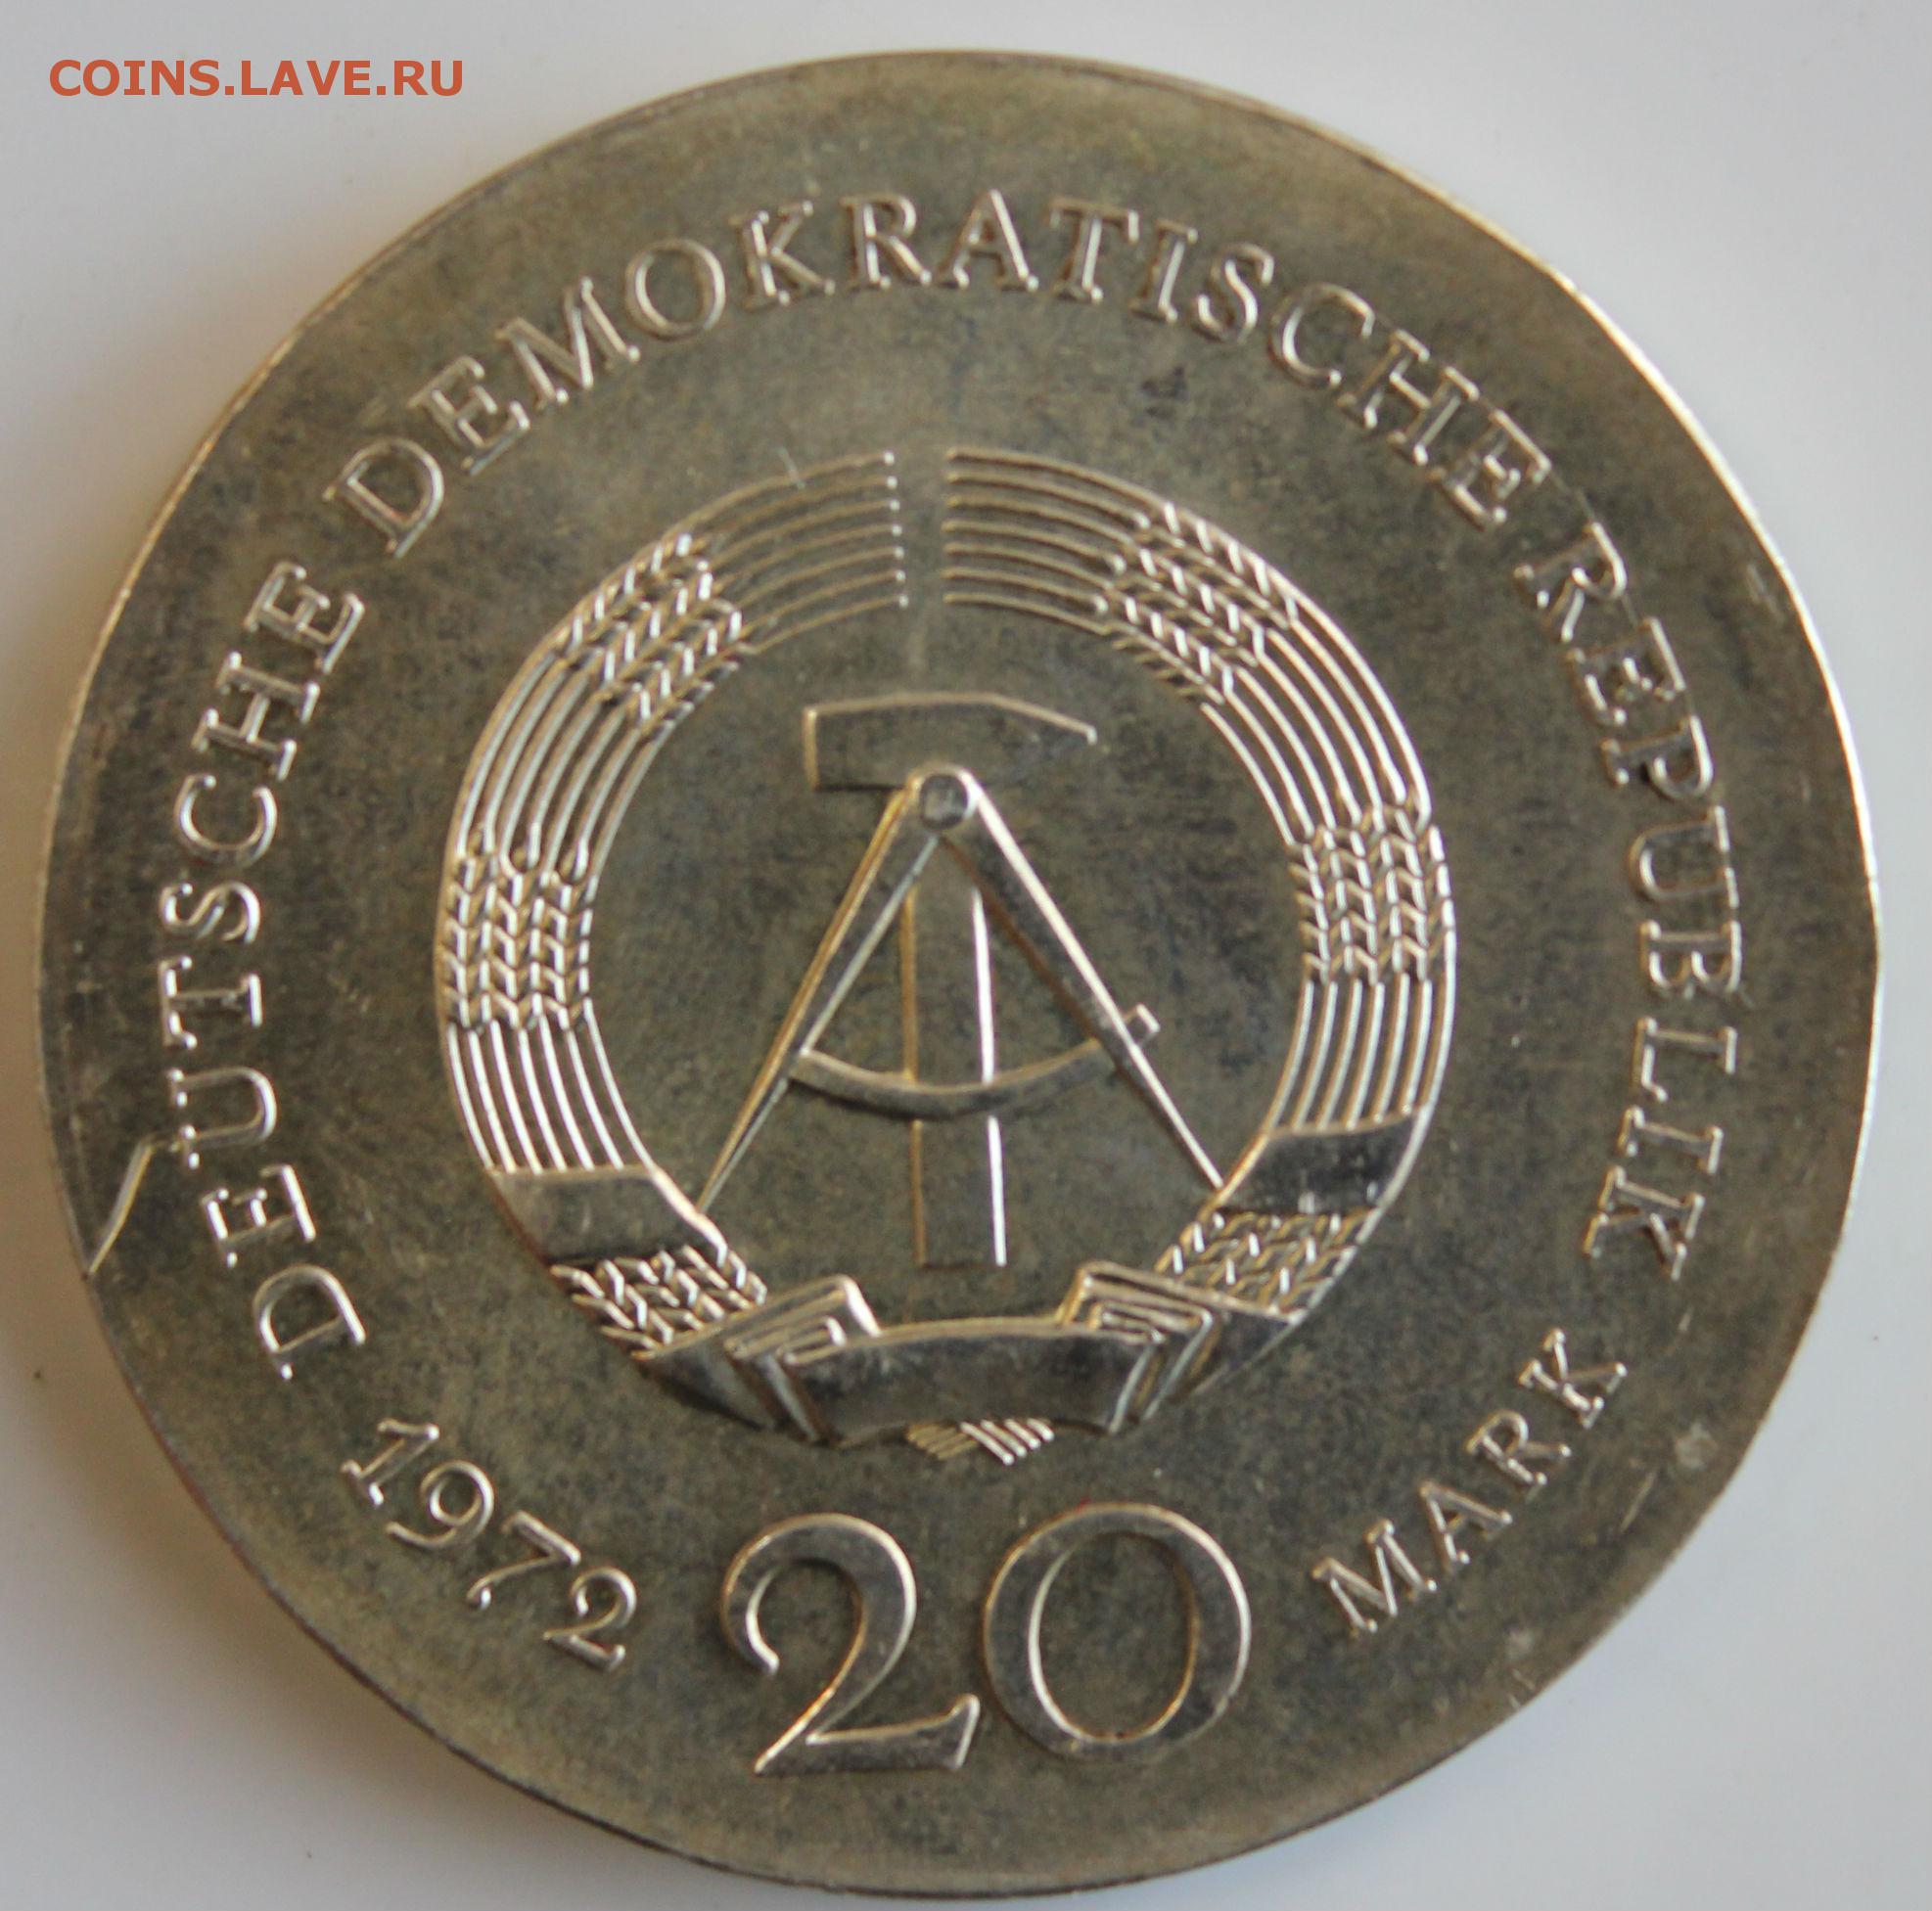 COINS.LAVE.RU
DEUTSCHE DEMOKRATISCHE REPUBLIK
1972 20 MARK